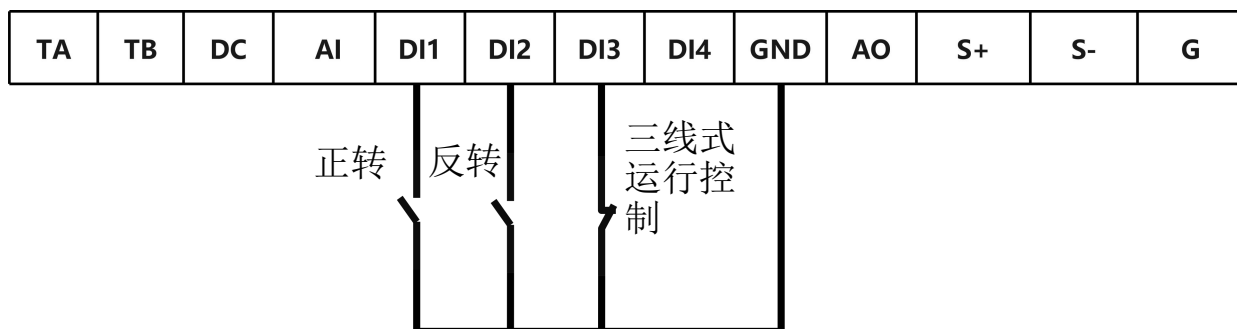 TA TB DC AI DI1 DI2 DI3 DI4 GND AO S+ S- G
正转
反转
三线式
运行控
制